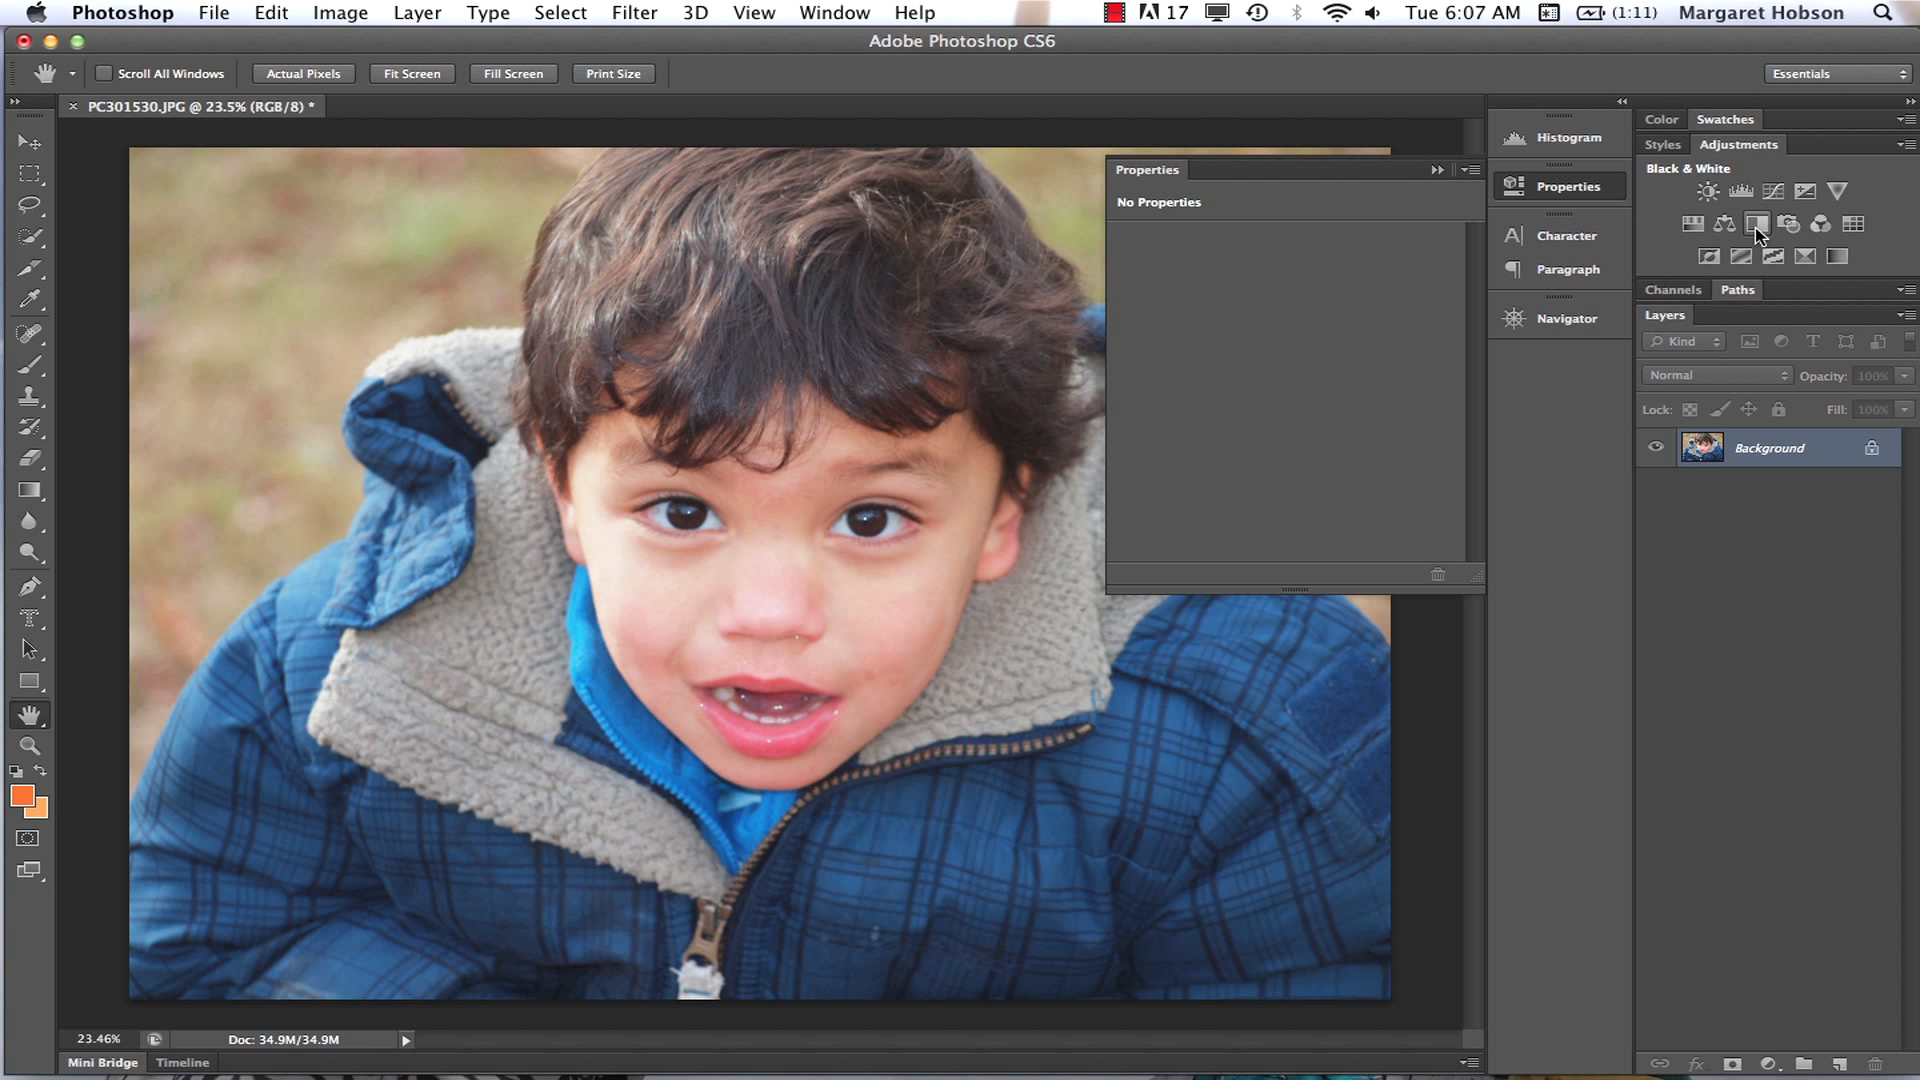 Photoshop File Edit Image Layer Type Select Filter 3D View Window Help 17 Tue 6:07 AM (1:11) Margaret Hobson
Adobe Photoshop CS6
Scroll All Windows Actual Pixels Fit Screen Fill Screen Print Size Essentials
PC301530.JPG @ 23.5% (RGB/8) *
Properties
No Properties
Histogram
Properties
Character
Paragraph
Navigator
Color Swatches
Styles Adjustments
Black & White
Channels Paths
Layers
Kind
Normal Opacity: 100%
Lock: Fill: 100%
Background
23.46% Doc: 34.9M/34.9M
Mini Bridge Timeline